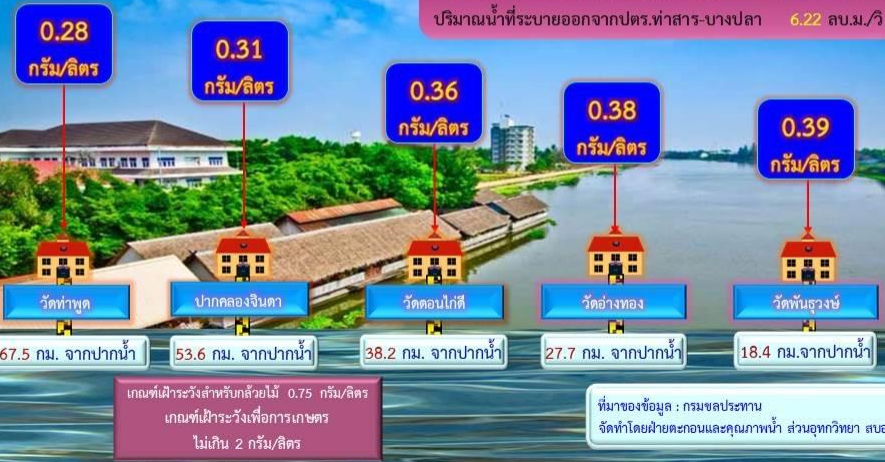 ปริมาณน้ำที่ระบายออกจากปตร.ท่าสาร-บางปลา 6.22 ลบ.ม./วิ
0.28
กรัม/ลิตร
0.31
กรัม/ลิตร
0.36
กรัม/ลิตร
0.38
กรัม/ลิตร
0.39
กรัม/ลิตร
วัดท่าพูด
ปากคลองจินดา
วัดดอนไก่ดี
วัดอ่างทอง
วัดพันธุวงษ์
67.5 กม. จากปากน้ำ
53.6 กม. จากปากน้ำ
38.2 กม. จากปากน้ำ
27.7 กม. จากปากน้ำ
18.4 กม.จากปากน้ำ
เกณฑ์เฝ้าระวังสำหรับกล้วยไม้ 0.75 กรัม/ลิตร
เกณฑ์เฝ้าระวังเพื่อการเกษตร
ไม่เกิน 2 กรัม/ลิตร
ที่มาของข้อมูล : กรมชลประทาน
จัดทำโดยฝ่ายตะกอนและคุณภาพน้ำ ส่วนอุทกวิทยา